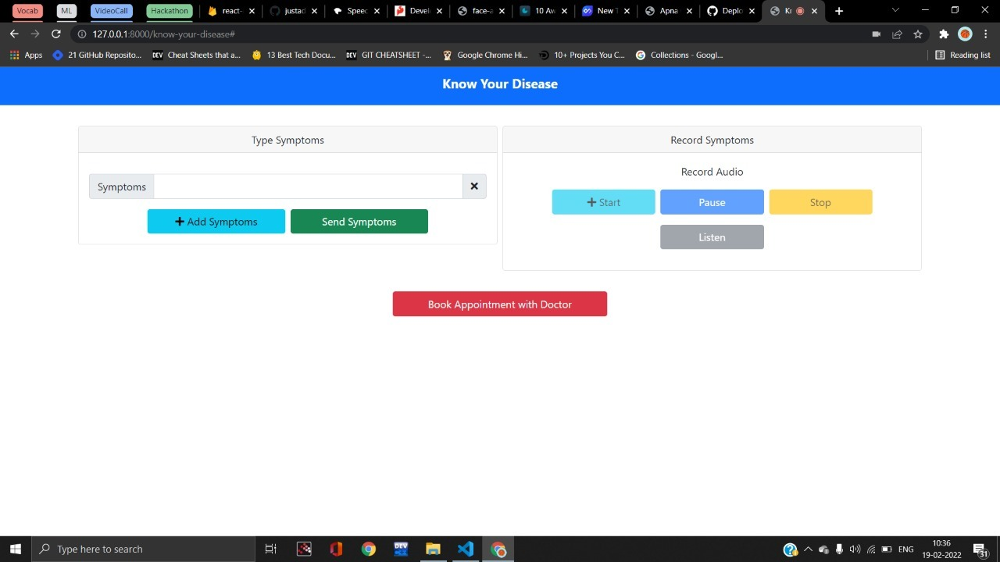 Vocab ML VideoCall Hackathon react- justad Speec Devel face-a 10 Aw Apna Deplo
127.0.0.1:8000/know-your-disease#
Apps 21 GitHub Reposito... DEV Cheat Sheets that a... 13 Best Tech Docu... DEV GIT CHEATSHEET -... Google Chrome Hi... 10+ Projects You C... Collections - Googl... Reading list
Know Your Disease
Type Symptoms
Symptoms
Add Symptoms Send Symptoms
Record Symptoms
Record Audio
Start Pause Stop
Listen
Book Appointment with Doctor
Type here to search DEV ENG 10:36
19-02-2022 31